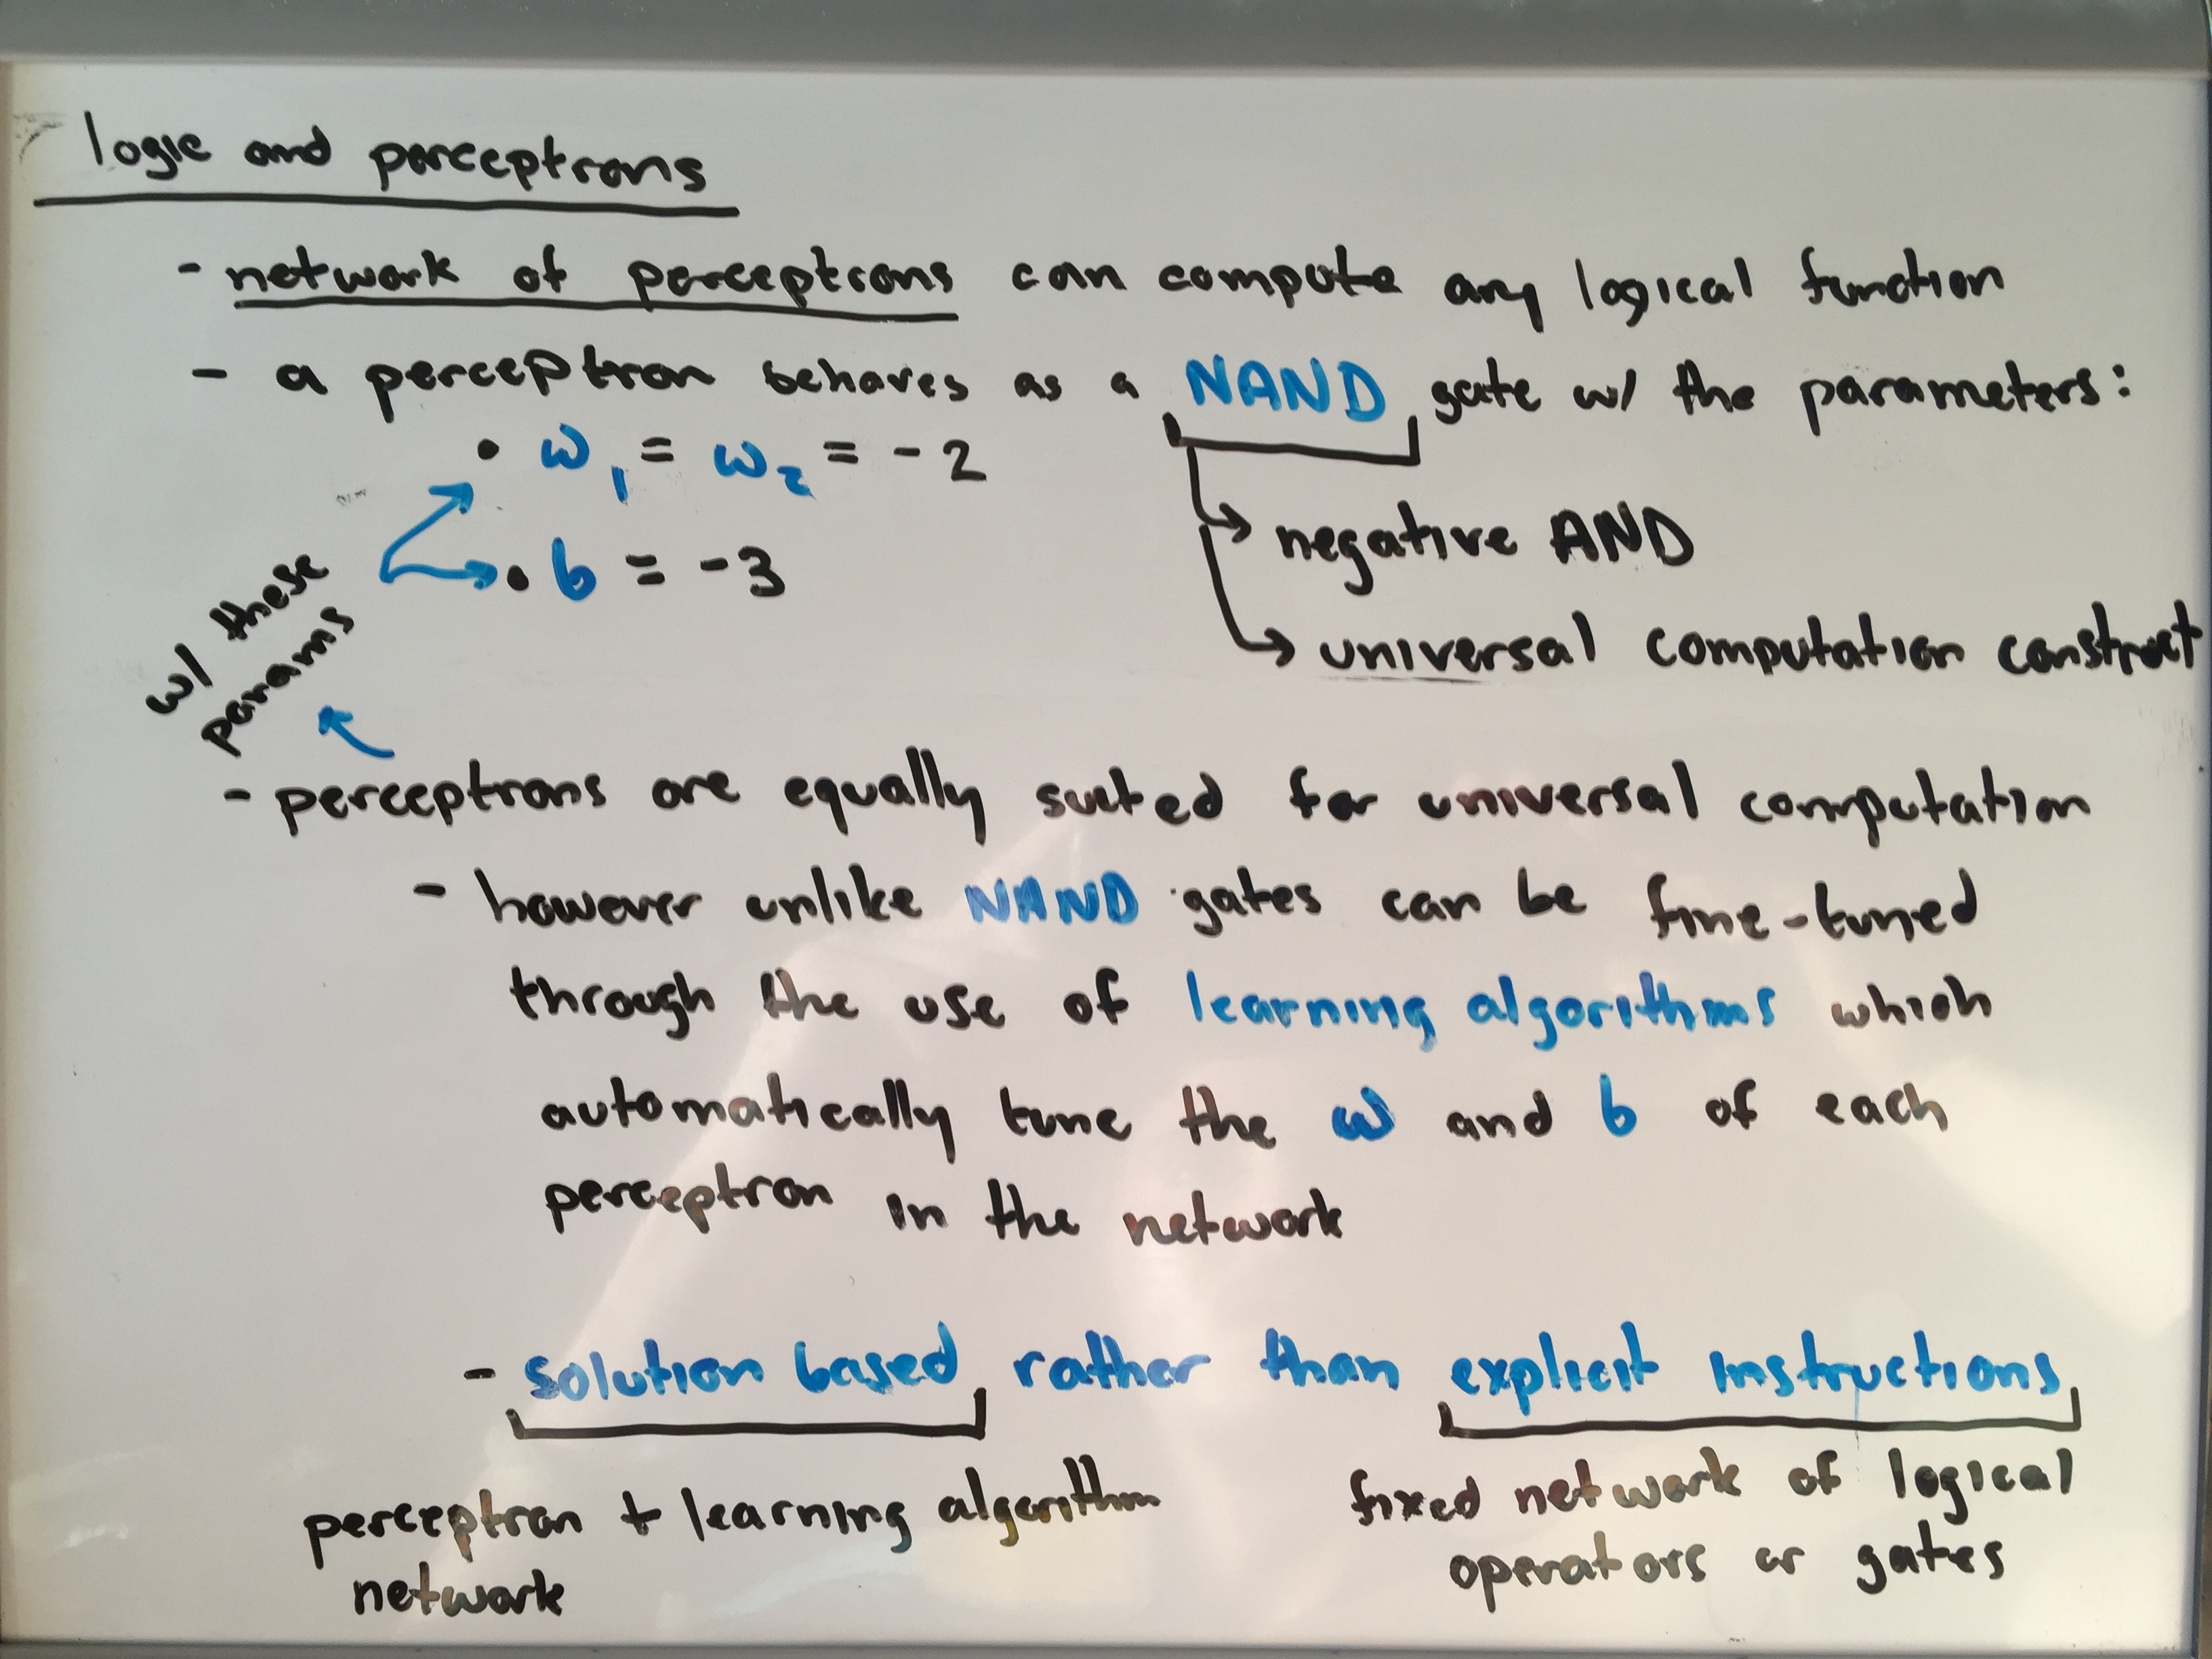 logic and perceptrons
- network of perceptrons can compute any logical function
- a perceptron behaves as a NAND gate w/ the parameters:
• w₁ = w₂ = -2
• b = -3
→ negative AND
→ universal computation construct
w/ these
params
- perceptrons are equally suited for universal computation
- however unlike NAND gates can be fine-tuned
through the use of learning algorithms which
automatically tune the w and b of each
perceptron in the network
- solution based rather than explicit instructions
perceptron + learning algorithm
network
fixed network of logical
operators or gates